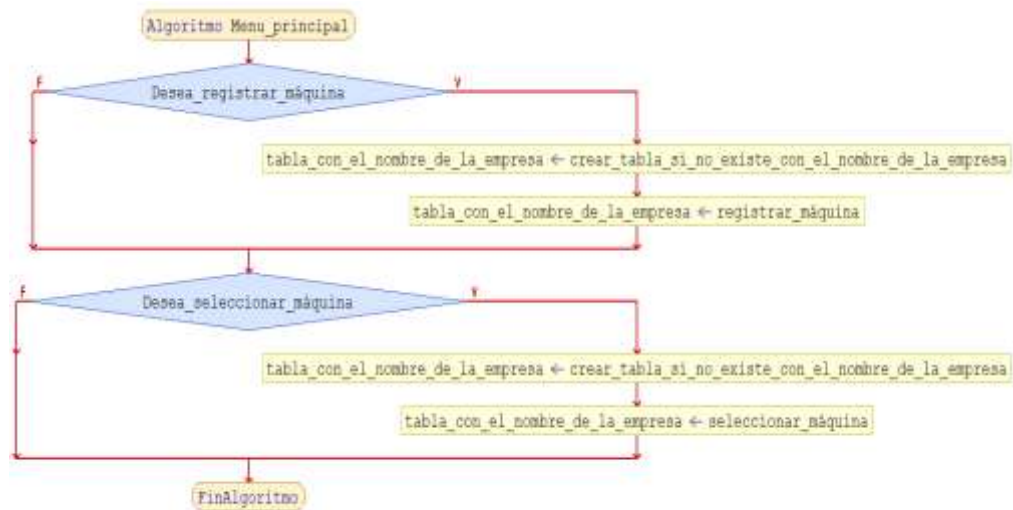 Algoritmo Menu_principal
F
V
Desea_registrar_máquina
tabla_con_el_nombre_de_la_empresa ← crear_tabla_si_no_existe_con_el_nombre_de_la_empresa
tabla_con_el_nombre_de_la_empresa ← registrar_máquina
F
V
Desea_seleccionar_máquina
tabla_con_el_nombre_de_la_empresa ← crear_tabla_si_no_existe_con_el_nombre_de_la_empresa
tabla_con_el_nombre_de_la_empresa ← seleccionar_máquina
FinAlgoritmo